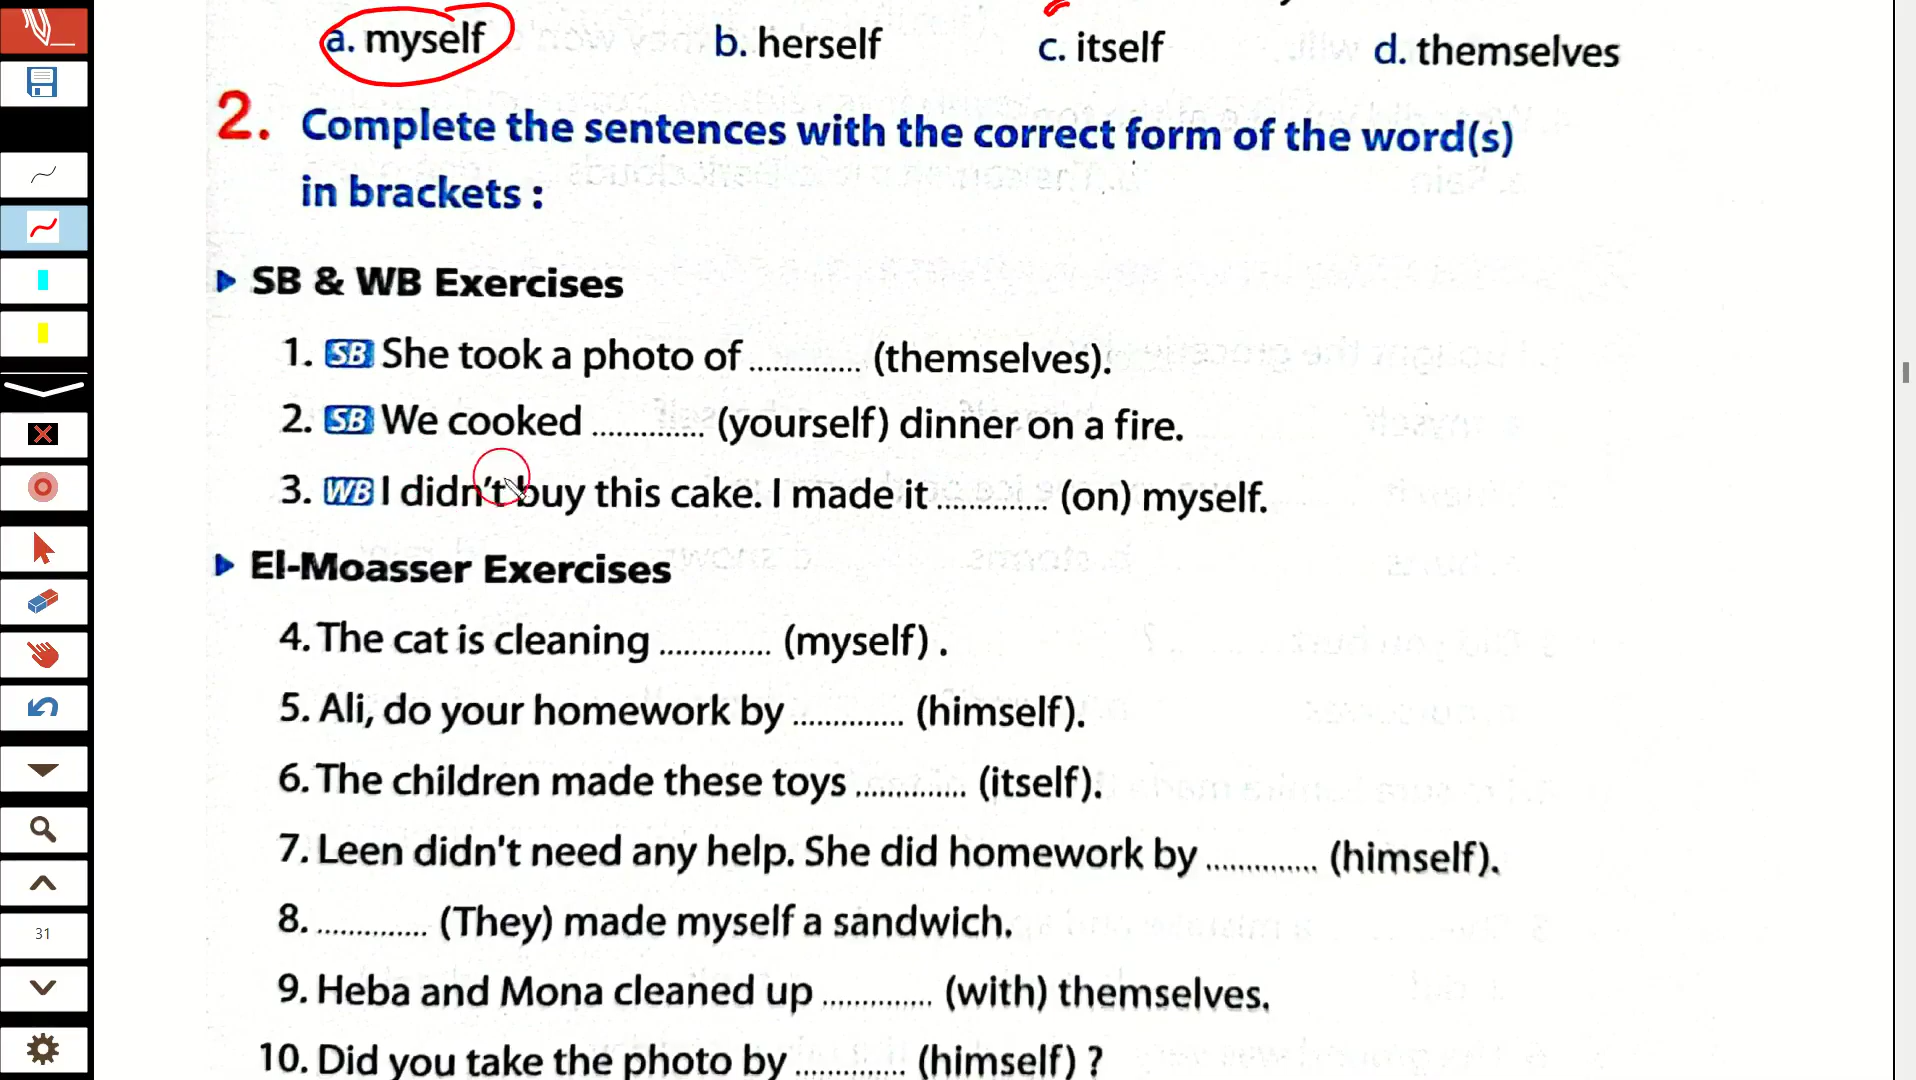 a. myself b. herself c. itself d. themselves
2. Complete the sentences with the correct form of the word(s)
in brackets :
SB & WB Exercises
1. SB She took a photo of .............. (themselves).
2. SB We cooked .............. (yourself) dinner on a fire.
3. WB I didn't buy this cake. I made it .............. (on) myself.
El-Moasser Exercises
4. The cat is cleaning .............. (myself) .
5. Ali, do your homework by .............. (himself).
6. The children made these toys .............. (itself).
7. Leen didn't need any help. She did homework by .............. (himself).
8. .............. (They) made myself a sandwich.
9. Heba and Mona cleaned up .............. (with) themselves.
10. Did you take the photo by .............. (himself) ?
31